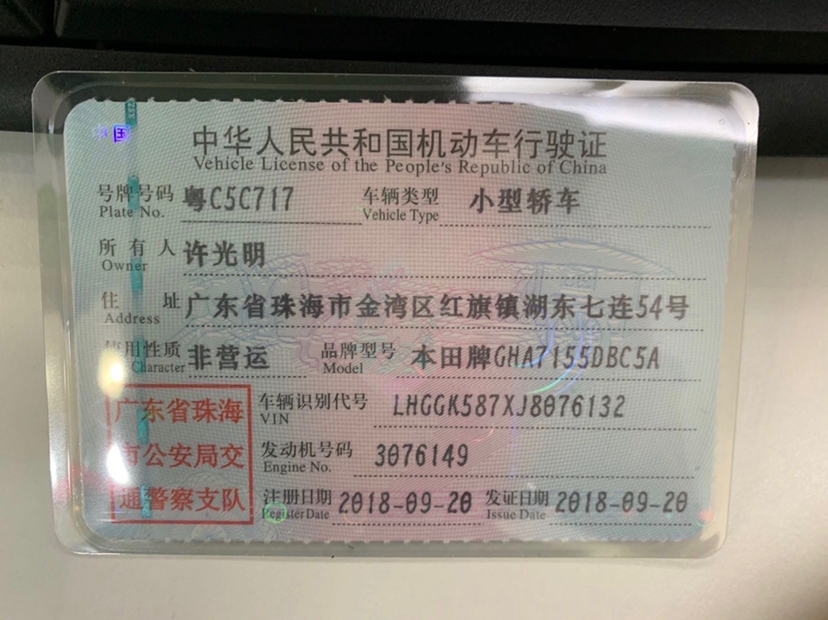 中国
中华人民共和国机动车行驶证
Vehicle License of the People's Republic of China
号牌号码 粤C5C717 车辆类型 小型轿车
Plate No. Vehicle Type
所有人 许光明
Owner
住址 广东省珠海市金湾区红旗镇湖东七连54号
Address
使用性质 非营运 品牌型号 本田牌GHA7155DBC5A
Character Model
广东省珠海
市公安局交
通警察支队
车辆识别代号 LHGGK587XJ8076132
VIN
发动机号码 3076149
Engine No.
注册日期 2018-09-20 发证日期 2018-09-20
Register Date Issue Date